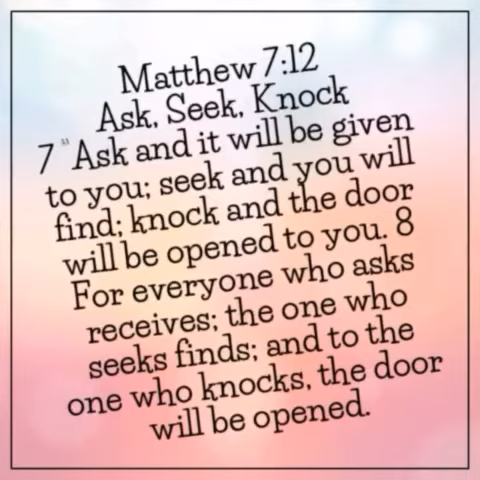 Matthew 7:12
Ask, Seek, Knock
7 "Ask and it will be given
to you; seek and you will
find; knock and the door
will be opened to you. 8
For everyone who asks
receives; the one who
seeks finds; and to the
one who knocks, the door
will be opened.